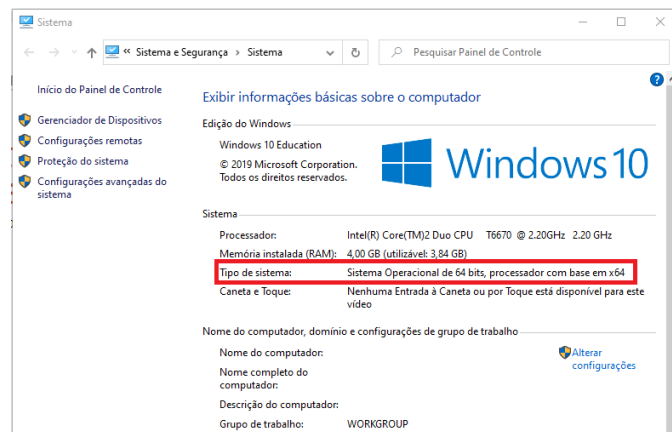 Sistema
« Sistema e Segurança › Sistema
Pesquisar Painel de Controle
Início do Painel de Controle
Gerenciador de Dispositivos
Configurações remotas
Proteção do sistema
Configurações avançadas do
sistema
Exibir informações básicas sobre o computador
Edição do Windows
Windows 10 Education
© 2019 Microsoft Corporation.
Todos os direitos reservados.
Windows 10
Sistema
Processador: Intel(R) Core(TM)2 Duo CPU T6670 @ 2.20GHz 2.20 GHz
Memória instalada (RAM): 4,00 GB (utilizável: 3,84 GB)
Tipo de sistema: Sistema Operacional de 64 bits, processador com base em x64
Caneta e Toque: Nenhuma Entrada à Caneta ou por Toque está disponível para este
vídeo
Nome do computador, domínio e configurações de grupo de trabalho
Nome do computador:
Alterar
configurações
Nome completo do
computador:
Descrição do computador:
Grupo de trabalho: WORKGROUP